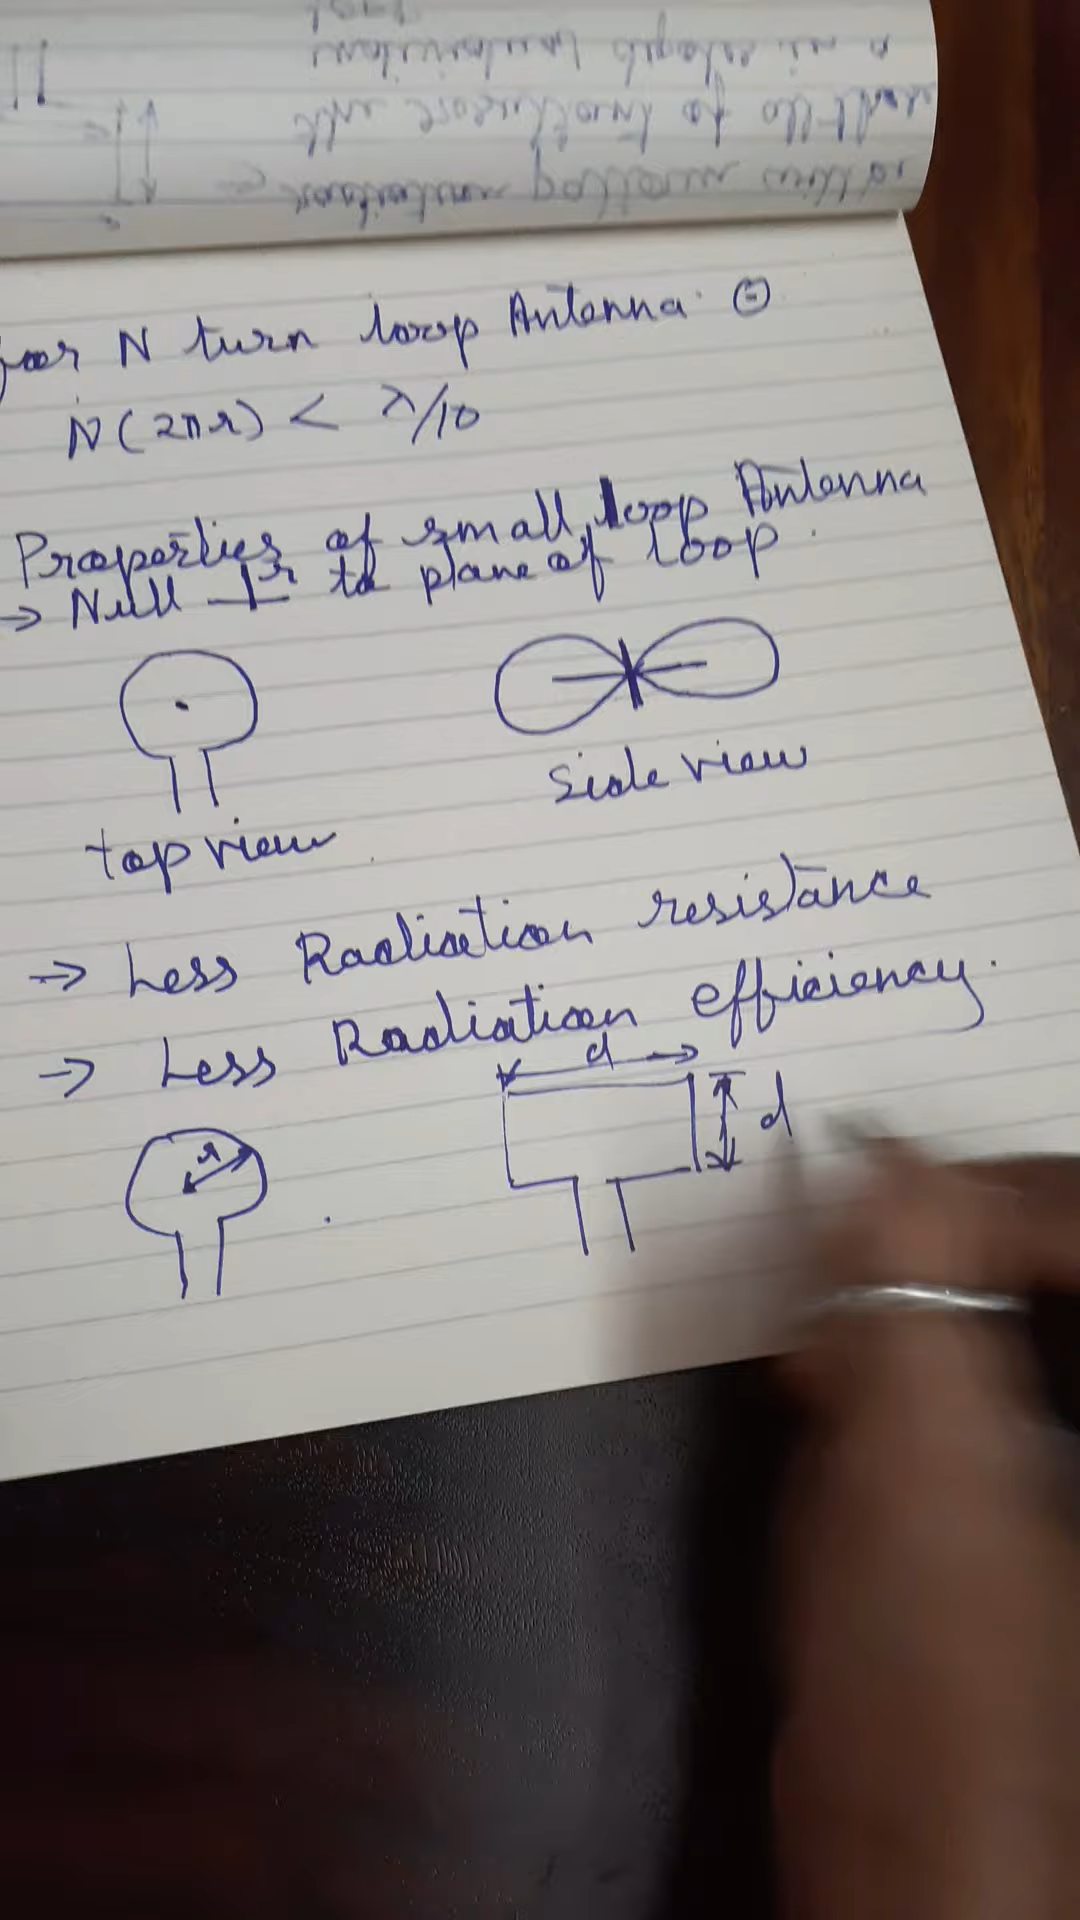 for N turn loop Antenna:
N(2πr) < λ/10
Properties of small loop Antenna
→ Null ⊥r to plane of loop.
top view
side view
→ Less Radiation resistance
→ Less Radiation efficiency.
d
r
d